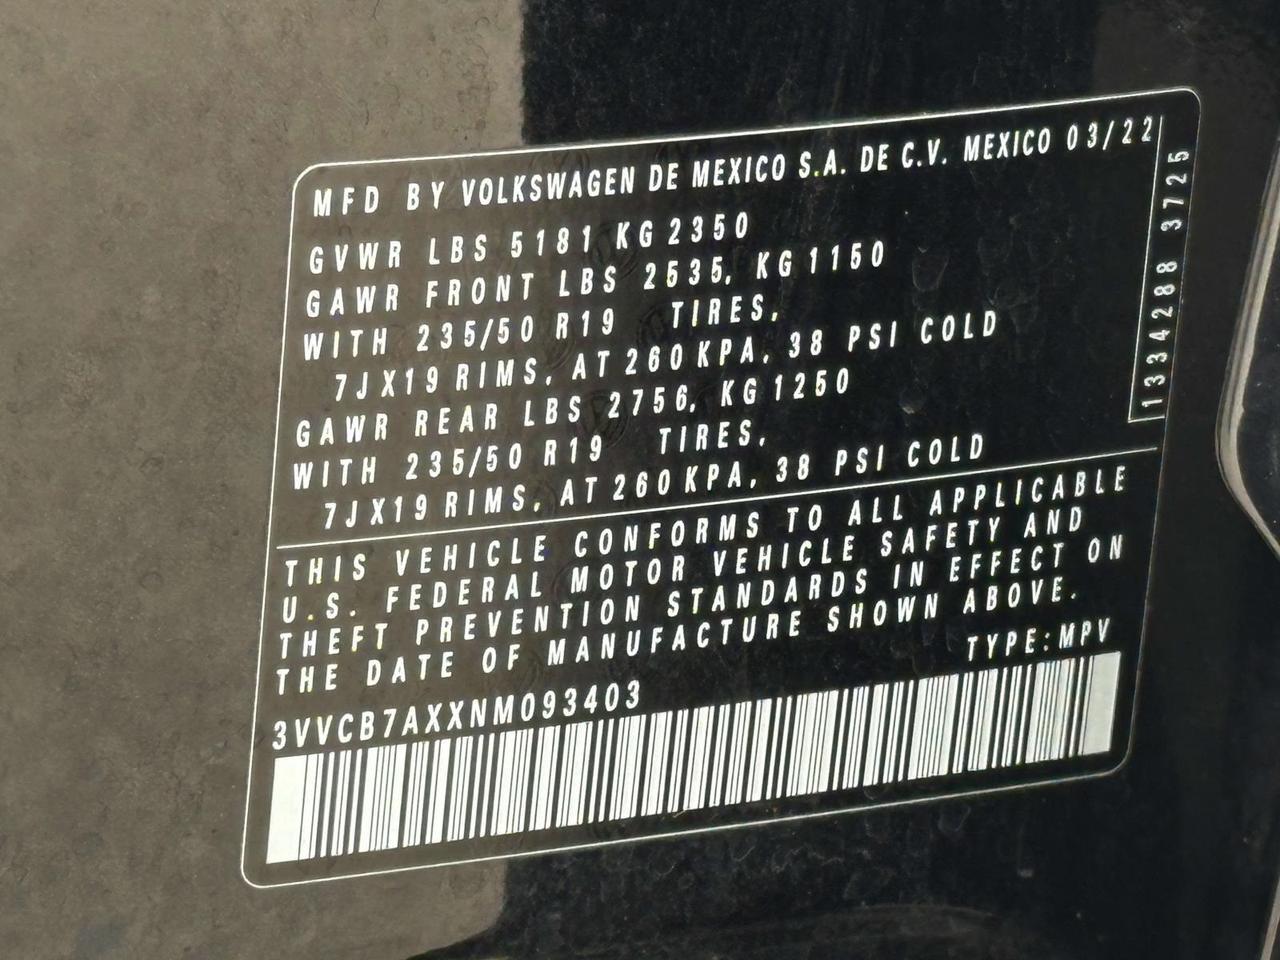 MFD BY VOLKSWAGEN DE MEXICO S.A. DE C.V. MEXICO 03/22
GVWR LBS 5181 KG 2350
GAWR FRONT LBS 2535, KG 1150
WITH 235/50 R19 TIRES,
7JX19 RIMS, AT 260 KPA, 38 PSI COLD
GAWR REAR LBS 2756, KG 1250
WITH 235/50 R19 TIRES,
7JX19 RIMS, AT 260 KPA, 38 PSI COLD
1334288 3725
THIS VEHICLE CONFORMS TO ALL APPLICABLE
U.S. FEDERAL MOTOR VEHICLE SAFETY AND
THEFT PREVENTION STANDARDS IN EFFECT ON
THE DATE OF MANUFACTURE SHOWN ABOVE.
TYPE: MPV
3VVCB7AXXNM093403